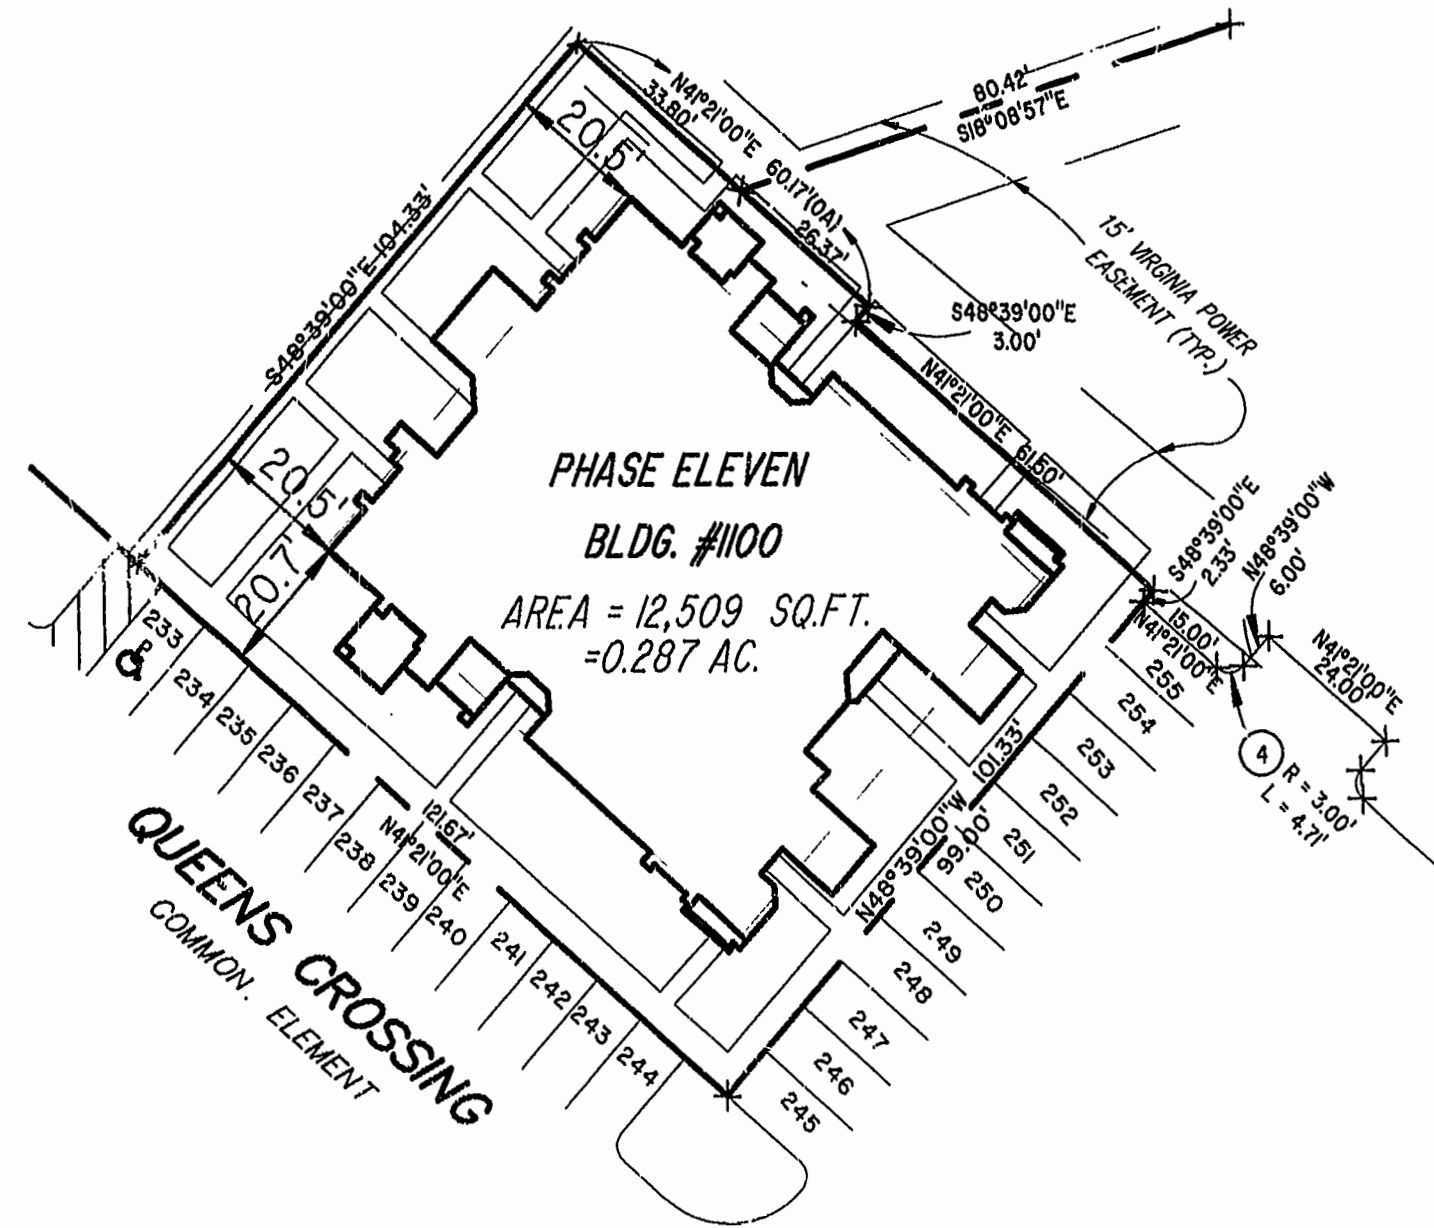 80.42'
S18°08'57"E
N41°21'00"E
33.80'
60.17'(OA)
26.37'
20.5'
S48°39'00"E 104.33'
15' VIRGINIA POWER
EASEMENT (TYP.)
S48°39'00"E
3.00'
N41°21'00"E 61.50'
PHASE ELEVEN
BLDG. #1100
AREA = 12,509 SQ.FT.
=0.287 AC.
20.5'
20.7'
S48°39'00"E
2.33'
N48°39'00"W
6.00'
15.00'
N41°21'00"E
N41°21'00"E
24.00'
4
R = 3.00'
L = 4.71'
P
233
234
235
236
237
238
239
240
241
242
243
244
121.67'
N41°21'00"E
101.33'
N48°39'00"W
99.00'
255
254
253
252
251
250
249
248
247
246
245
QUEENS CROSSING
COMMON. ELEMENT